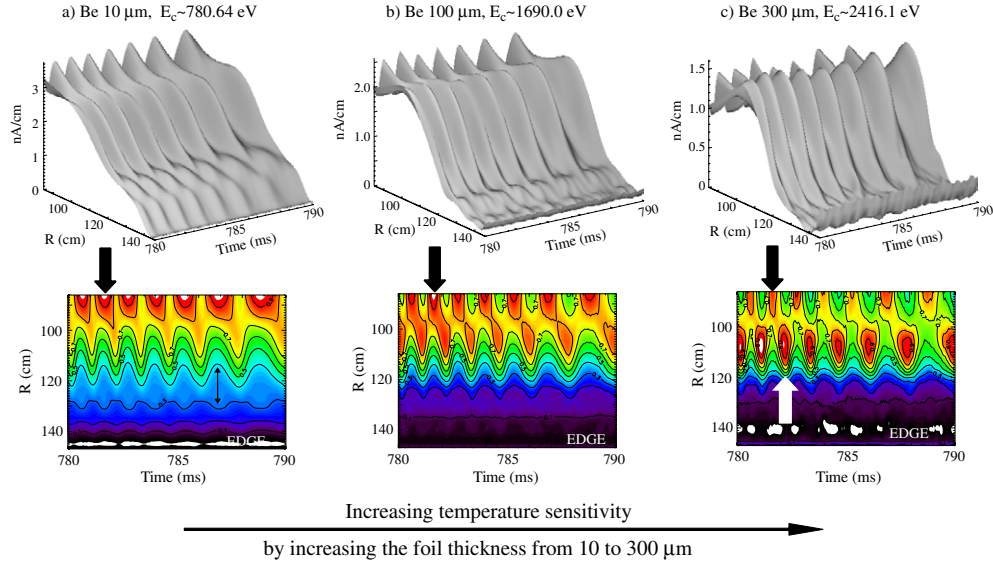 a) Be 10 μm, E_c~780.64 eV
b) Be 100 μm, E_c~1690.0 eV
c) Be 300 μm, E_c~2416.1 eV
nA/cm
3
2
1
0
100
120
140
R (cm)
780
785
790
Time (ms)
nA/cm
2.0
1.0
0
100
120
140
R (cm)
780
785
790
Time (ms)
nA/cm
1.5
1.0
0.5
0
100
120
140
R (cm)
780
785
790
Time (ms)
R (cm)
100
120
140
EDGE
780
785
790
Time (ms)
R (cm)
100
120
140
EDGE
780
785
790
Time (ms)
R (cm)
100
120
140
EDGE
780
785
790
Time (ms)
Increasing temperature sensitivity
by increasing the foil thickness from 10 to 300 μm